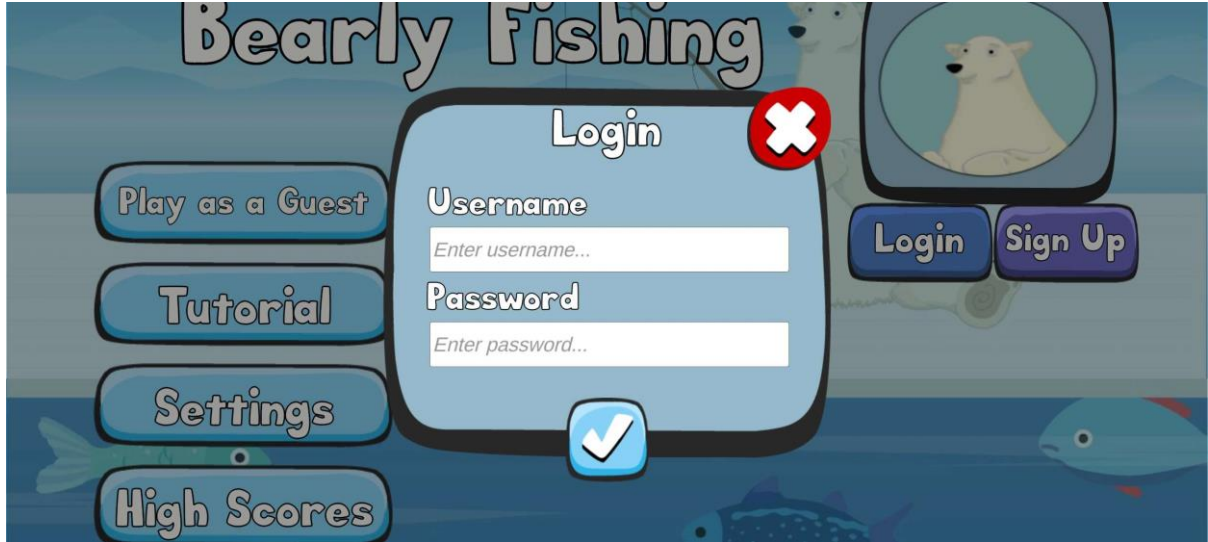 Bearly Fishing
Login
Play as a Guest
Username
Enter username...
Login
Sign Up
Tutorial
Password
Enter password...
Settings
High Scores